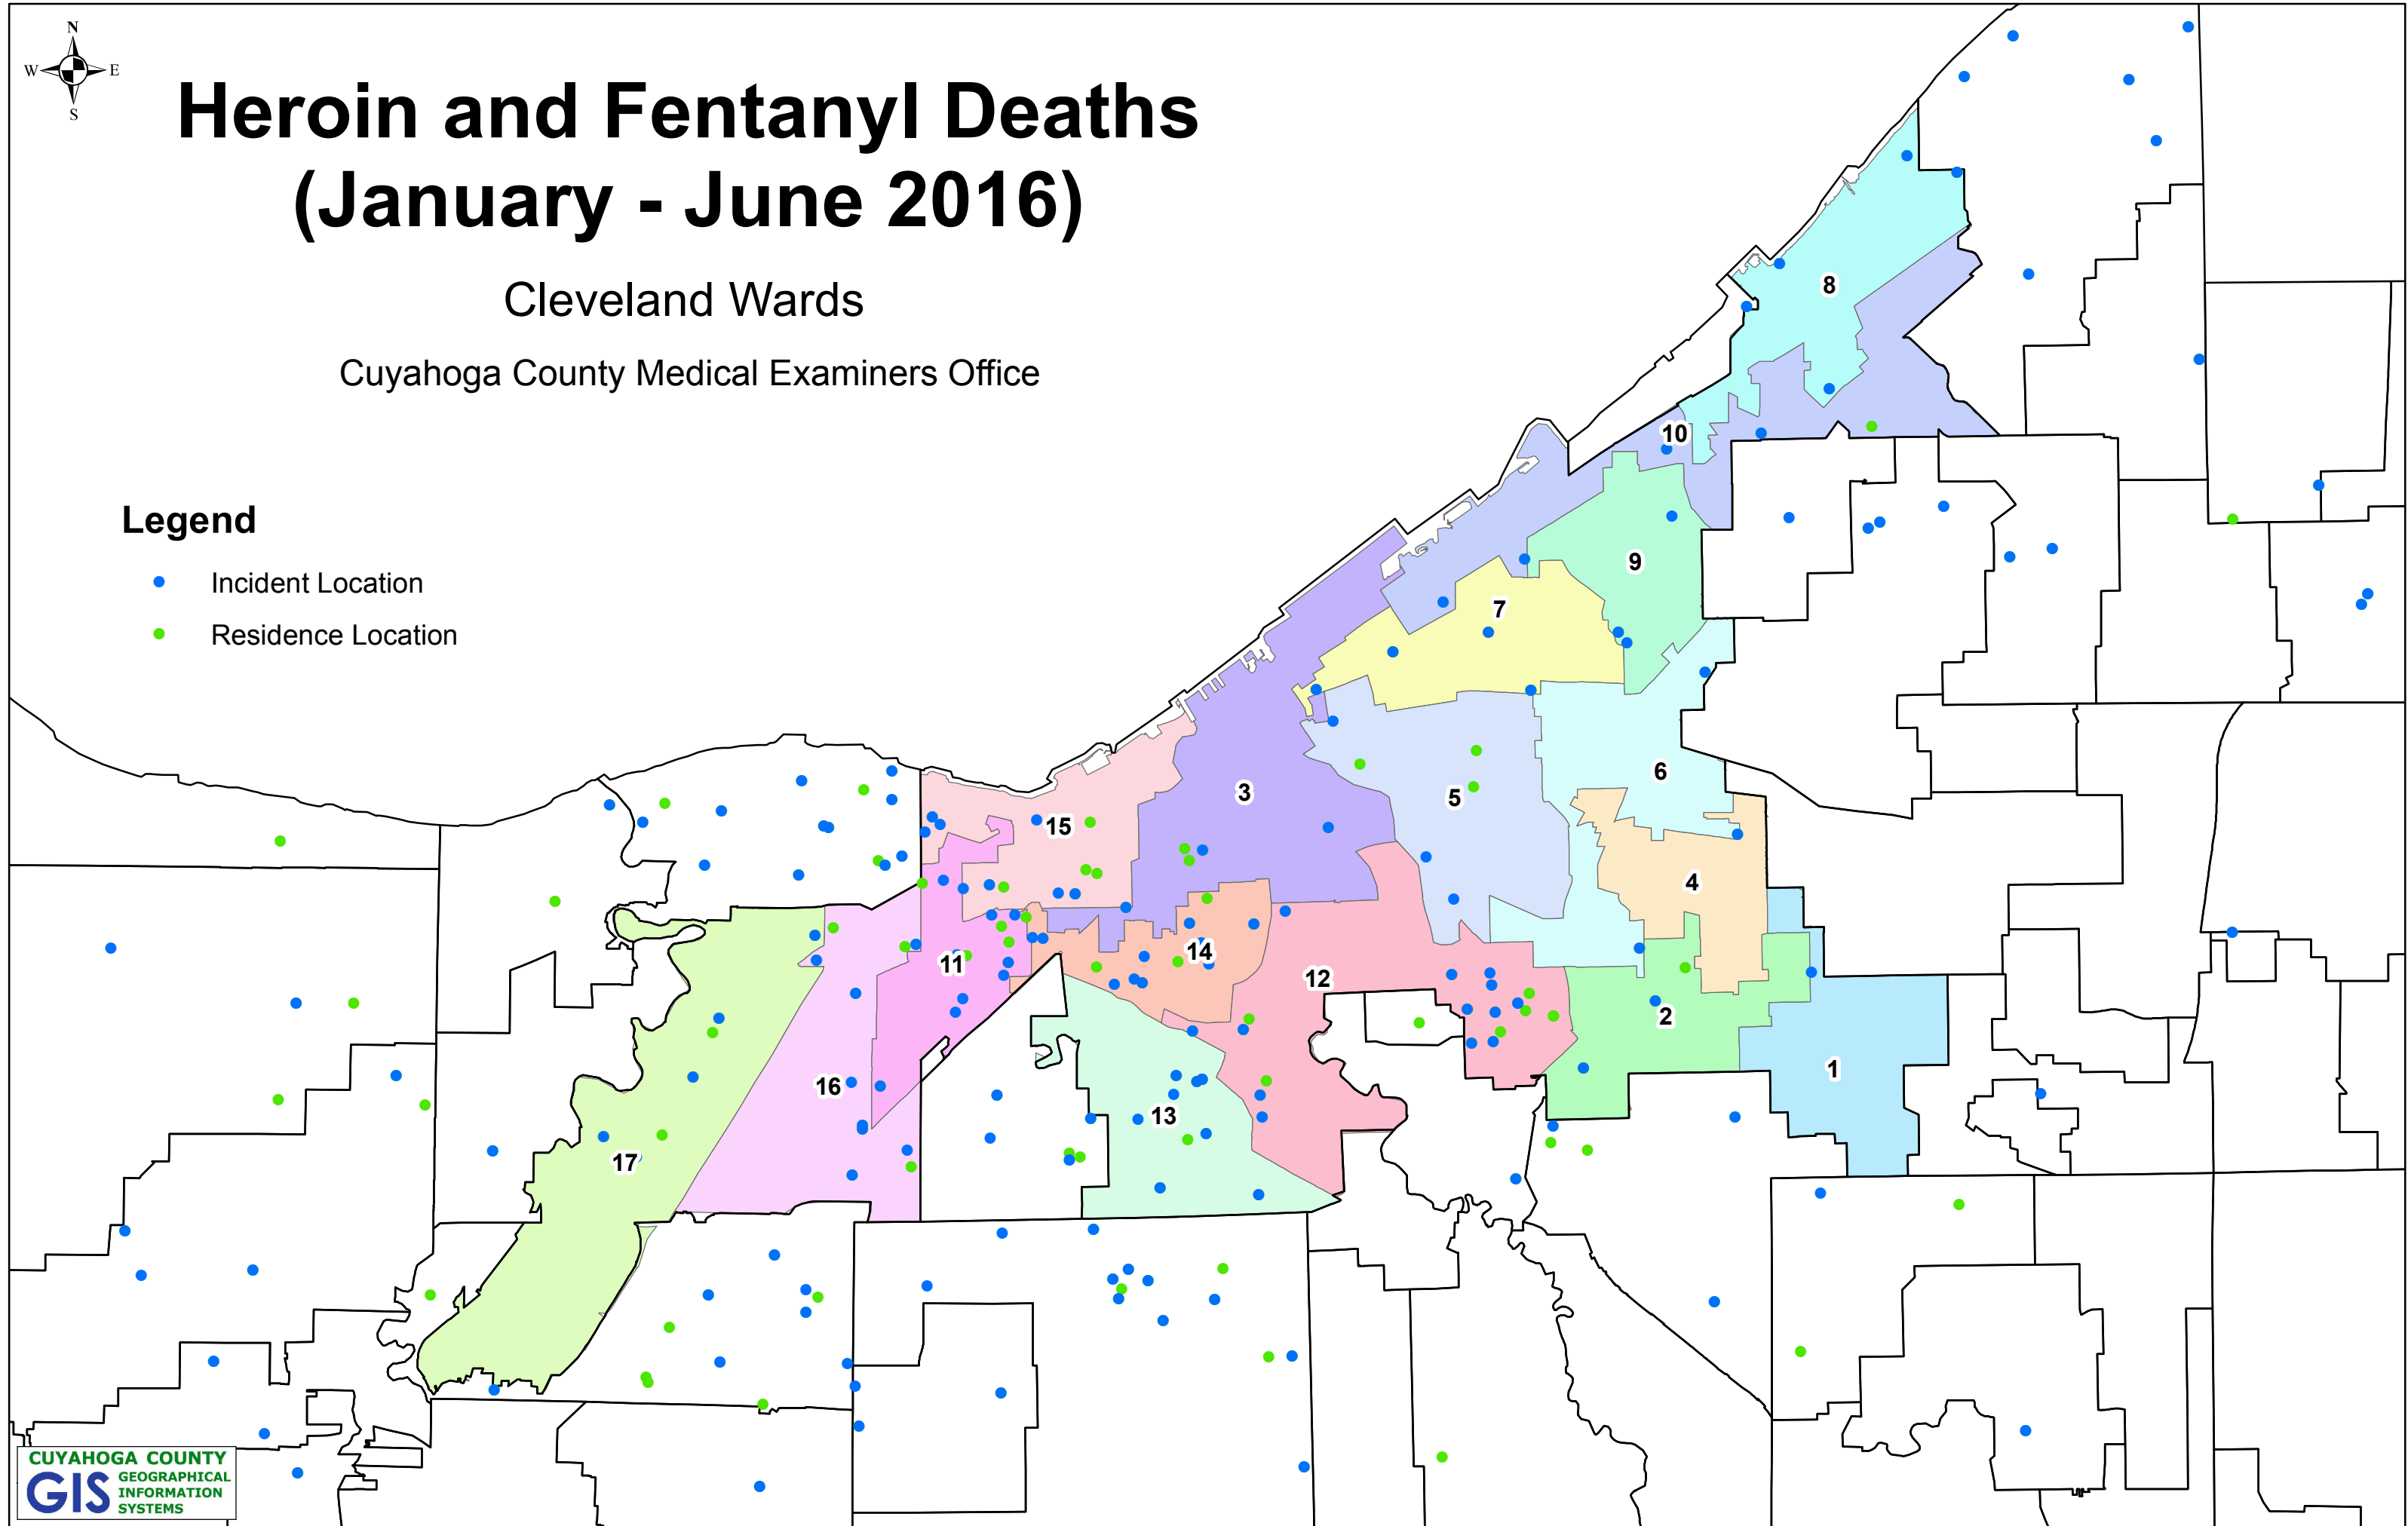 N
W E
S
Heroin and Fentanyl Deaths
(January - June 2016)
Cleveland Wards
Cuyahoga County Medical Examiners Office
Legend
Incident Location
Residence Location
8
10
9
7
6
3
5
15
4
14
11
12
2
1
16
13
17
CUYAHOGA COUNTY
GIS
GEOGRAPHICAL
INFORMATION
SYSTEMS